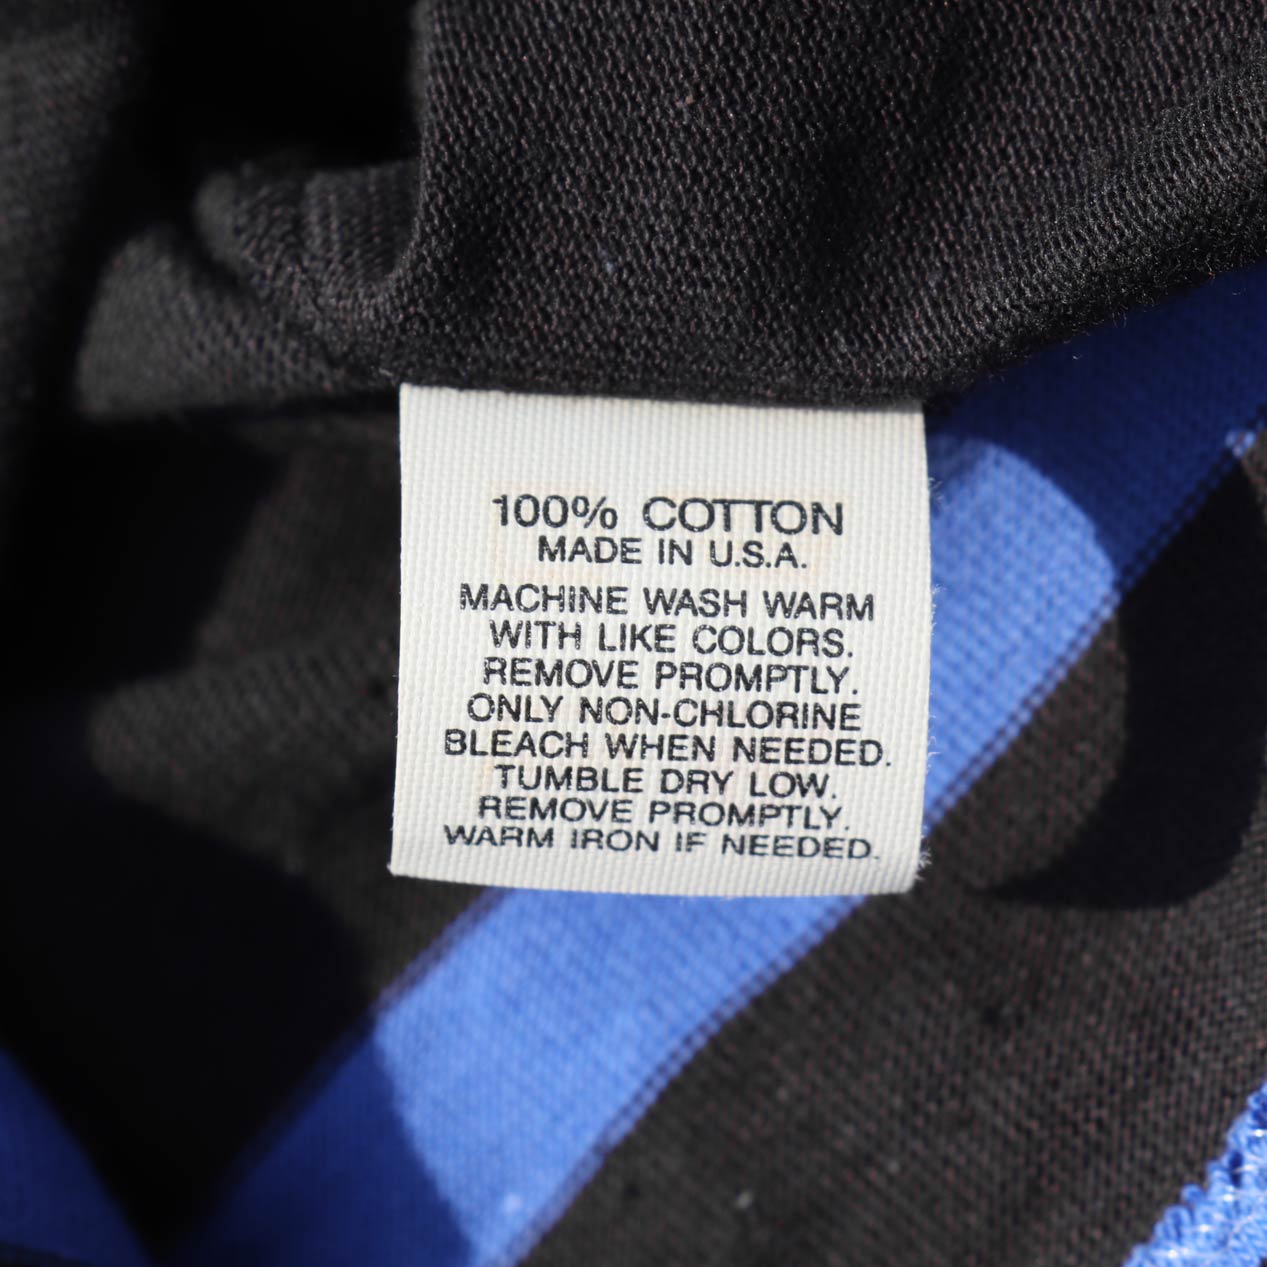 100% COTTON
MADE IN U.S.A.
MACHINE WASH WARM
WITH LIKE COLORS.
REMOVE PROMPTLY.
ONLY NON-CHLORINE
BLEACH WHEN NEEDED.
TUMBLE DRY LOW.
REMOVE PROMPTLY.
WARM IRON IF NEEDED.